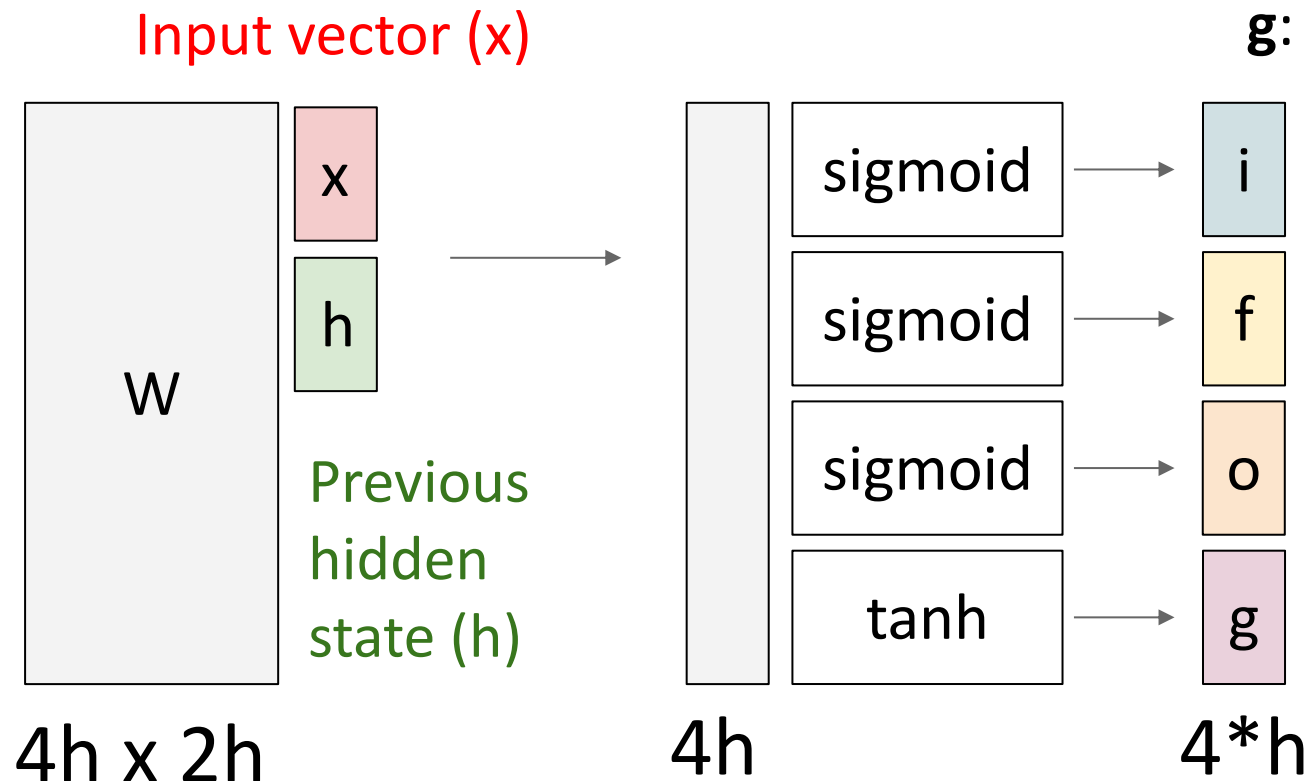 Input vector (x)
g:
W
x
h
Previous
hidden
state (h)
sigmoid
i
sigmoid
f
sigmoid
o
tanh
g
4h x 2h
4h
4*h